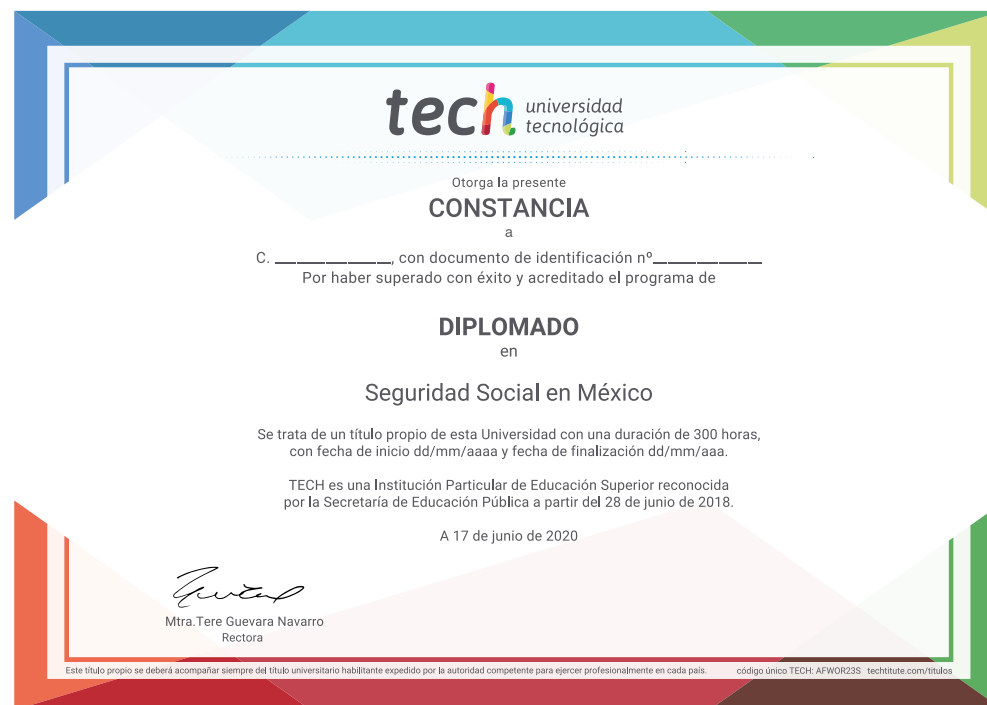 tech universidad
tecnológica
Otorga la presente
CONSTANCIA
a
C. ________________, con documento de identificación nº_______________
Por haber superado con éxito y acreditado el programa de
DIPLOMADO
en
Seguridad Social en México
Se trata de un título propio de esta Universidad con una duración de 300 horas,
con fecha de inicio dd/mm/aaaa y fecha de finalización dd/mm/aaa.
TECH es una Institución Particular de Educación Superior reconocida
por la Secretaría de Educación Pública a partir del 28 de junio de 2018.
A 17 de junio de 2020
Mtra.Tere Guevara Navarro
Rectora
Este título propio se deberá acompañar siempre del título universitario habilitante expedido por la autoridad competente para ejercer profesionalmente en cada país. código único TECH: AFWOR23S techtitute.com/titulos